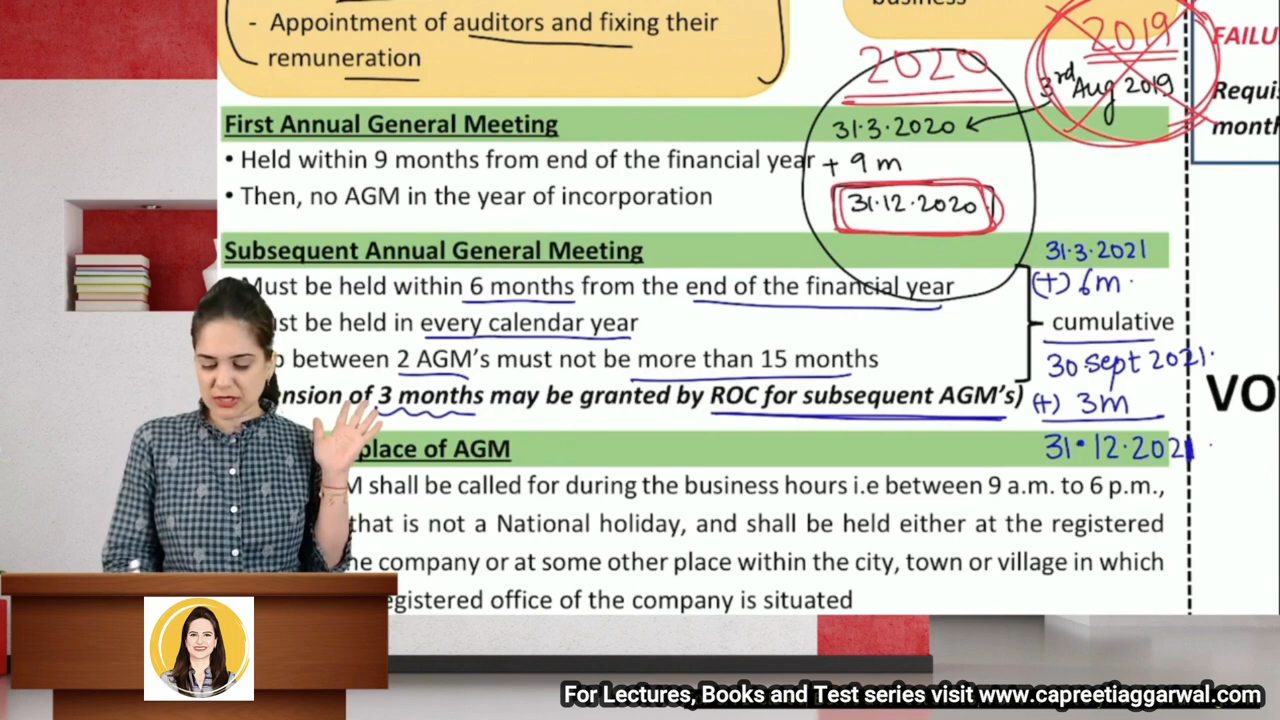 business
- Appointment of auditors and fixing their
remuneration
2019
3rd Aug 2019
FAILU
Requis
month
2020
31·3·2020
+ 9 m
31·12·2020
First Annual General Meeting
• Held within 9 months from end of the financial year
• Then, no AGM in the year of incorporation
Subsequent Annual General Meeting
Must be held within 6 months from the end of the financial year
ust be held in every calendar year
p between 2 AGM's must not be more than 15 months
ension of 3 months may be granted by ROC for subsequent AGM's)
31·3·2021
(+) 6m·
cumulative
30 Sept 2021·
(+) 3m
31·12·2021·
VO
place of AGM
M shall be called for during the business hours i.e between 9 a.m. to 6 p.m.,
that is not a National holiday, and shall be held either at the registered
he company or at some other place within the city, town or village in which
egistered office of the company is situated
For Lectures, Books and Test series visit www.capreetiaggarwal.com